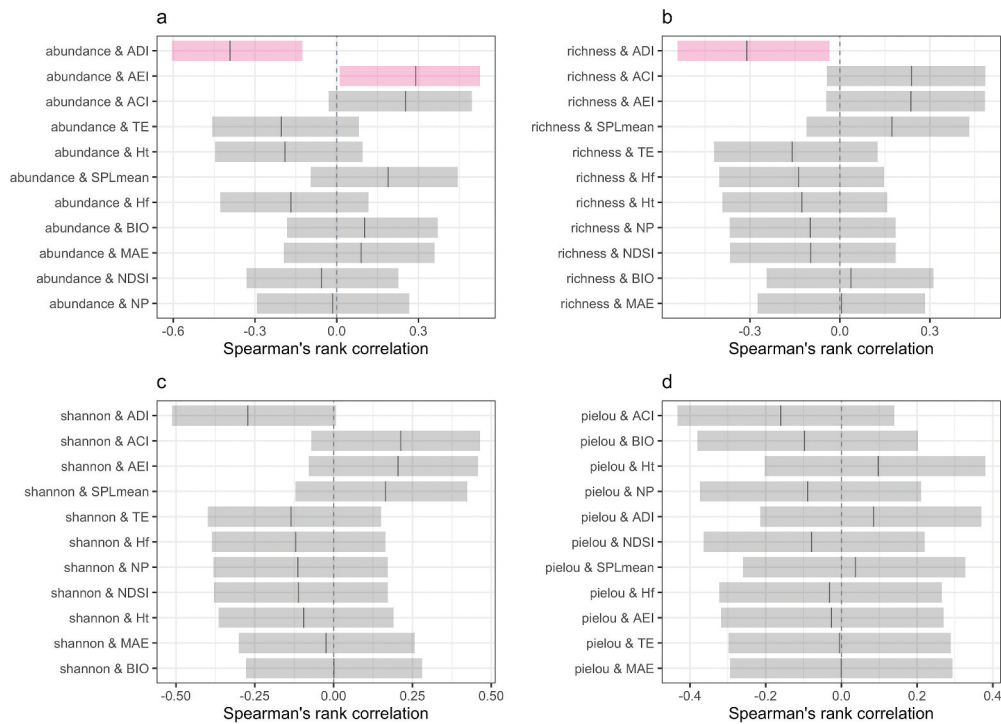 a
abundance & ADI
abundance & AEI
abundance & ACI
abundance & TE
abundance & Ht
abundance & SPLmean
abundance & Hf
abundance & BIO
abundance & MAE
abundance & NDSI
abundance & NP
-0.6 -0.3 0.0 0.3
Spearman's rank correlation
b
richness & ADI
richness & ACI
richness & AEI
richness & SPLmean
richness & TE
richness & Hf
richness & Ht
richness & NP
richness & NDSI
richness & BIO
richness & MAE
-0.3 0.0 0.3
Spearman's rank correlation
c
shannon & ADI
shannon & ACI
shannon & AEI
shannon & SPLmean
shannon & TE
shannon & Hf
shannon & NP
shannon & NDSI
shannon & Ht
shannon & MAE
shannon & BIO
-0.50 -0.25 0.00 0.25 0.50
Spearman's rank correlation
d
pielou & ACI
pielou & BIO
pielou & Ht
pielou & NP
pielou & ADI
pielou & NDSI
pielou & SPLmean
pielou & Hf
pielou & AEI
pielou & TE
pielou & MAE
-0.4 -0.2 0.0 0.2 0.4
Spearman's rank correlation